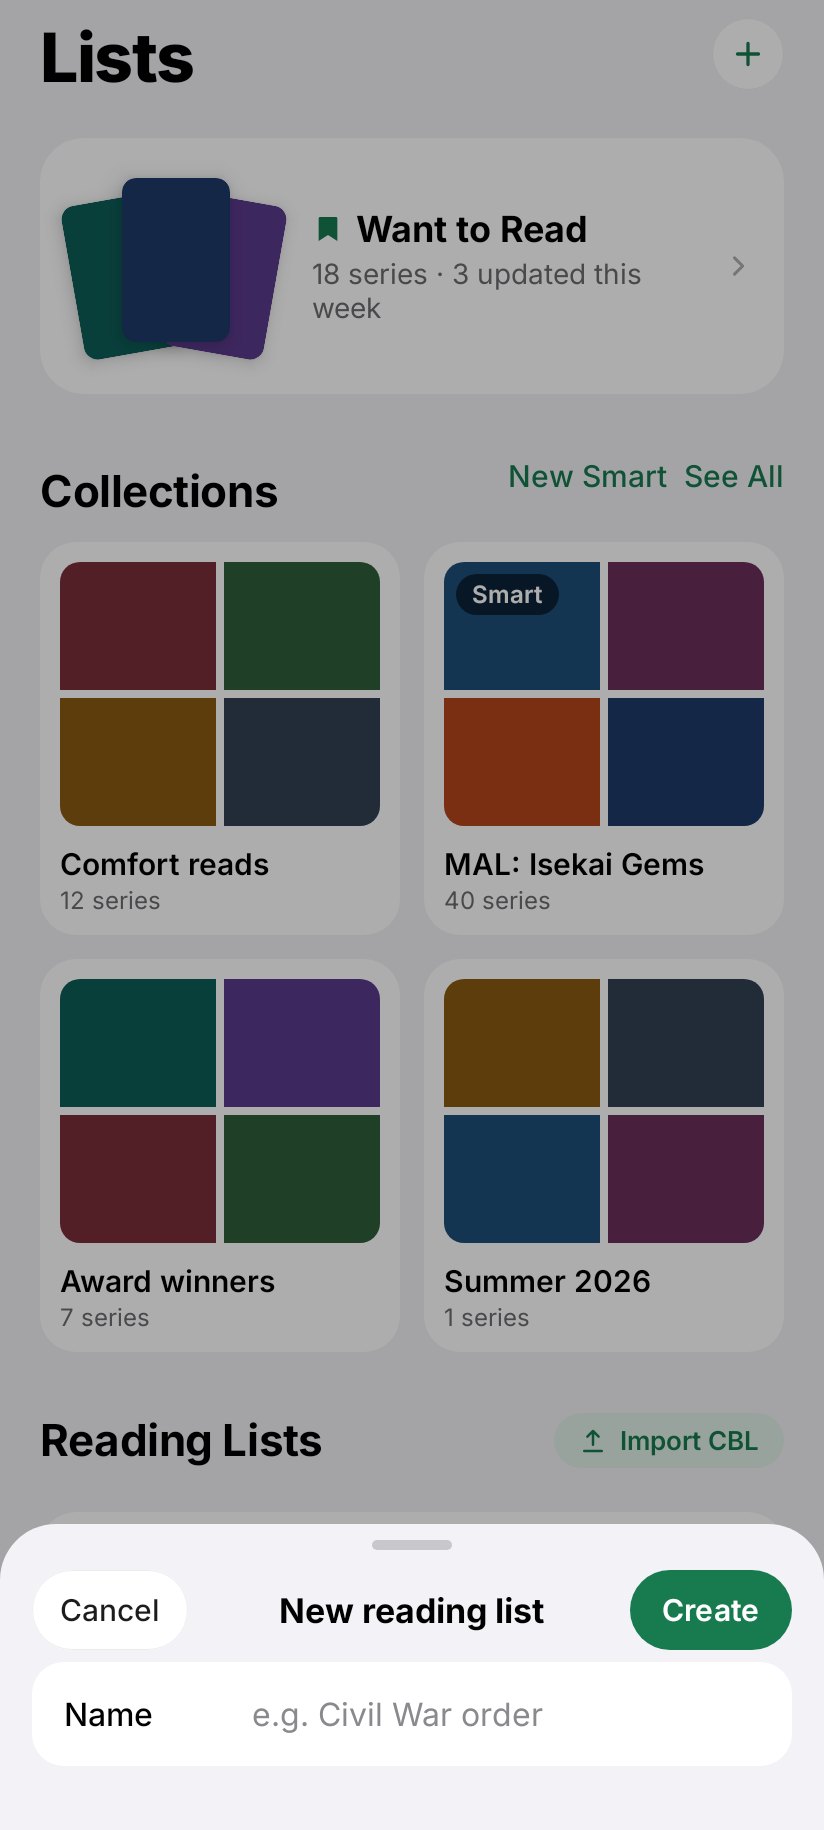 Lists
Want to Read
18 series · 3 updated this
week
Collections
New Smart See All
Smart
Comfort reads
12 series
MAL: Isekai Gems
40 series
Award winners
7 series
Summer 2026
1 series
Reading Lists
Import CBL
Cancel
New reading list
Create
Name
e.g. Civil War order